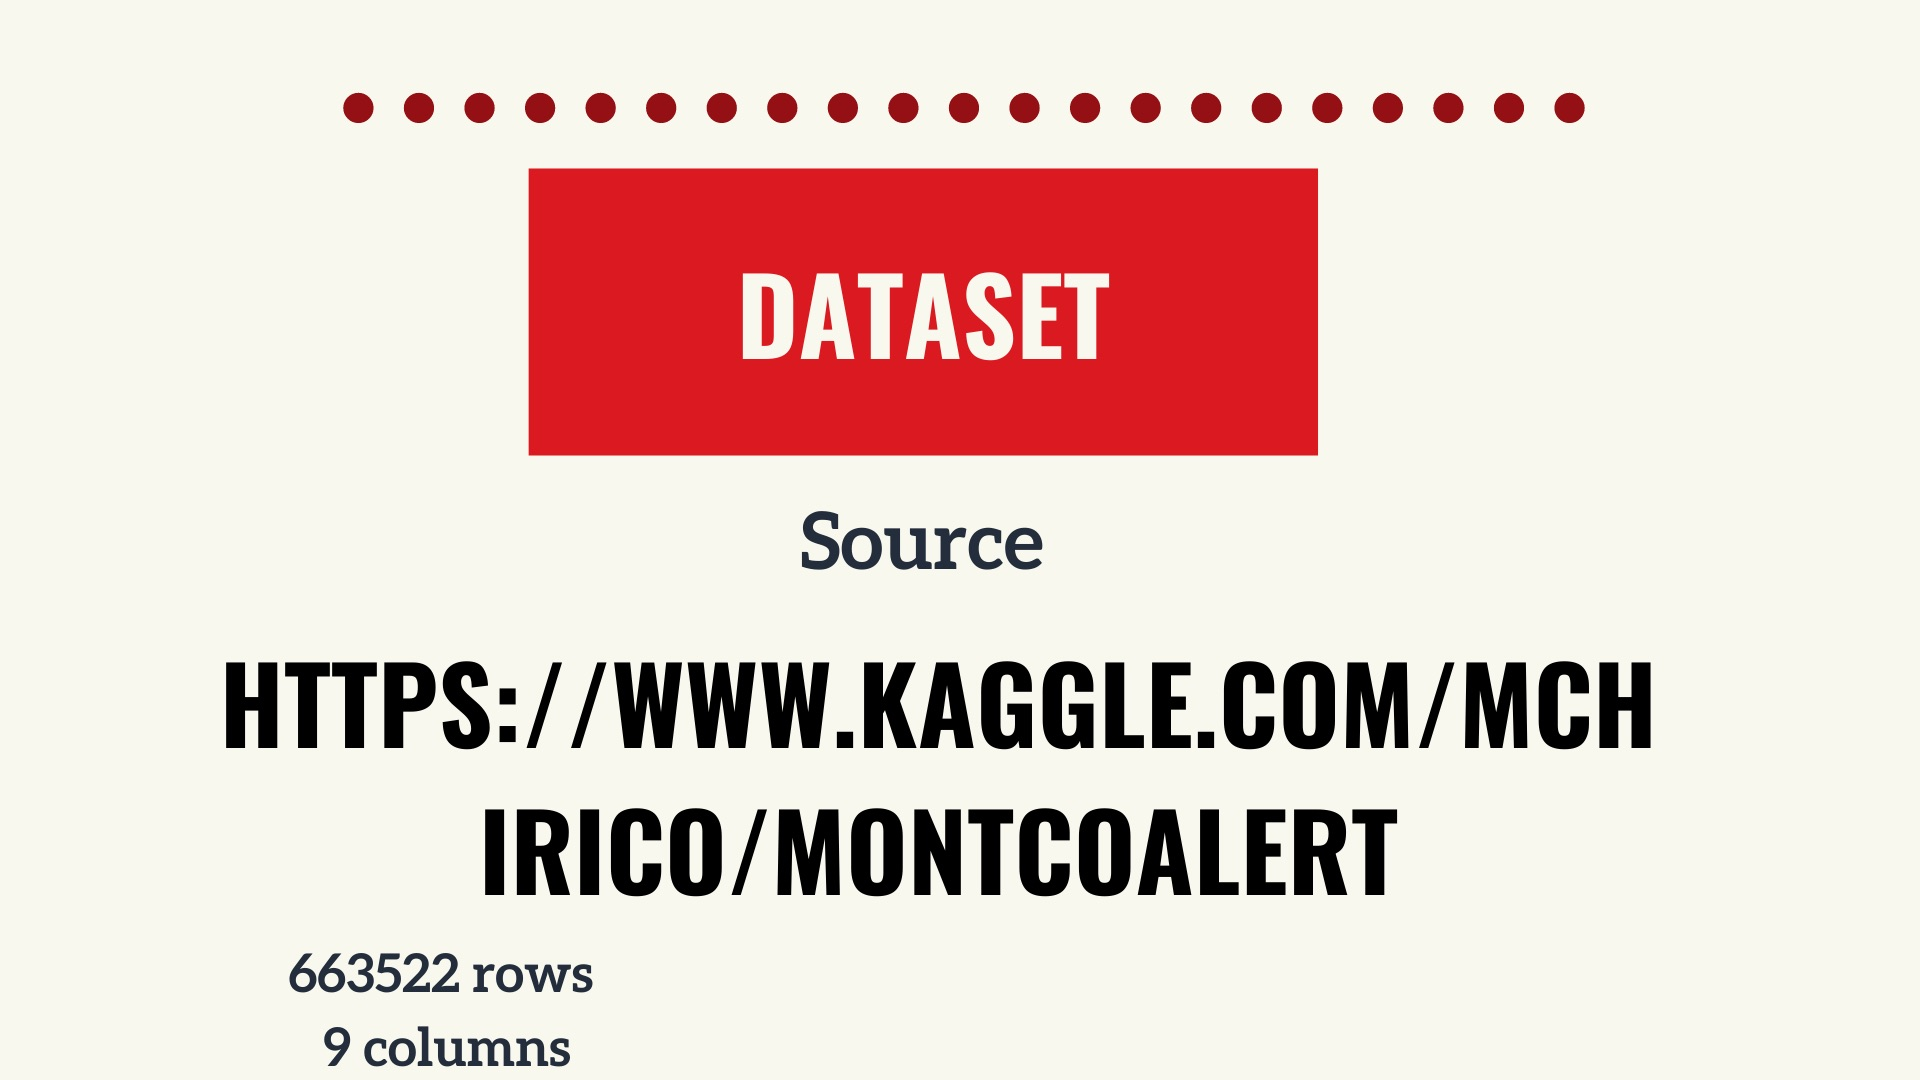 DATASET
Source
HTTPS://WWW.KAGGLE.COM/MCH
IRICO/MONTCOALERT
663522 rows
9 columns